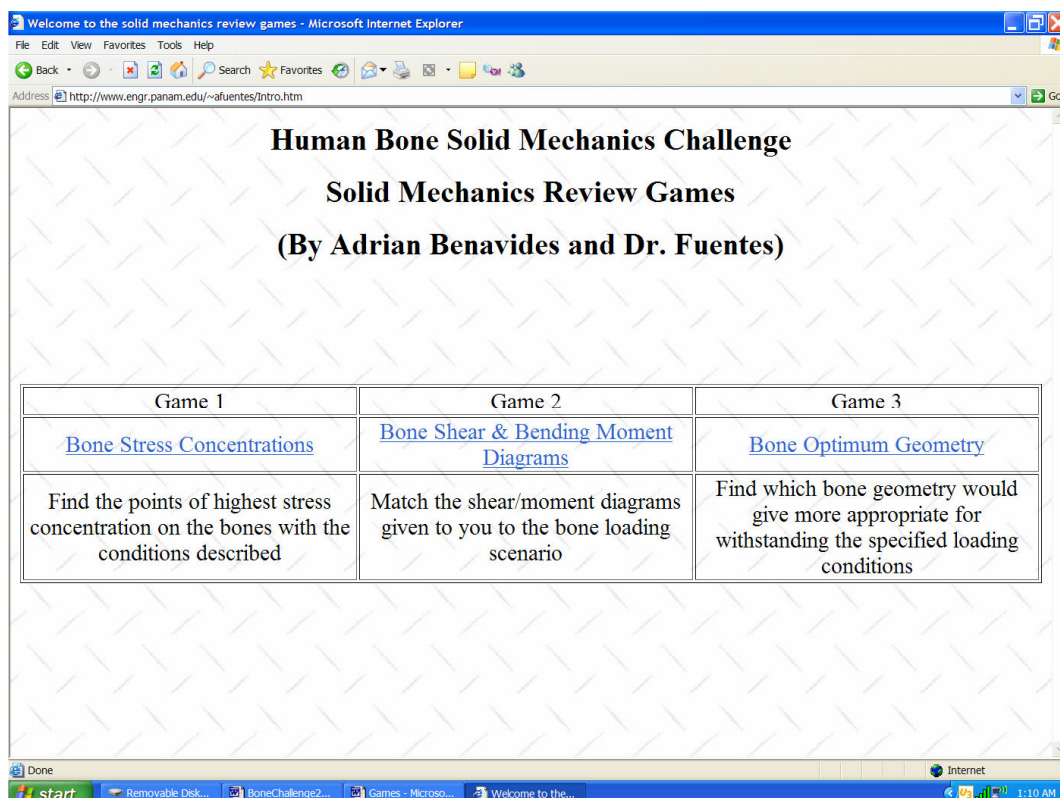 Welcome to the solid mechanics review games - Microsoft Internet Explorer
File Edit View Favorites Tools Help
Back Search Favorites
Address http://www.engr.panam.edu/~afuentes/Intro.htm Go
Human Bone Solid Mechanics Challenge
Solid Mechanics Review Games
(By Adrian Benavides and Dr. Fuentes)
Game 1 Game 2 Game 3
Bone Stress Concentrations
Bone Shear & Bending Moment
Diagrams
Bone Optimum Geometry
Find the points of highest stress
concentration on the bones with the
conditions described
Match the shear/moment diagrams
given to you to the bone loading
scenario
Find which bone geometry would
give more appropriate for
withstanding the specified loading
conditions
Done Internet
start Removable Disk... BoneChallenge2... Games - Microso... Welcome to the... U3 1:10 AM